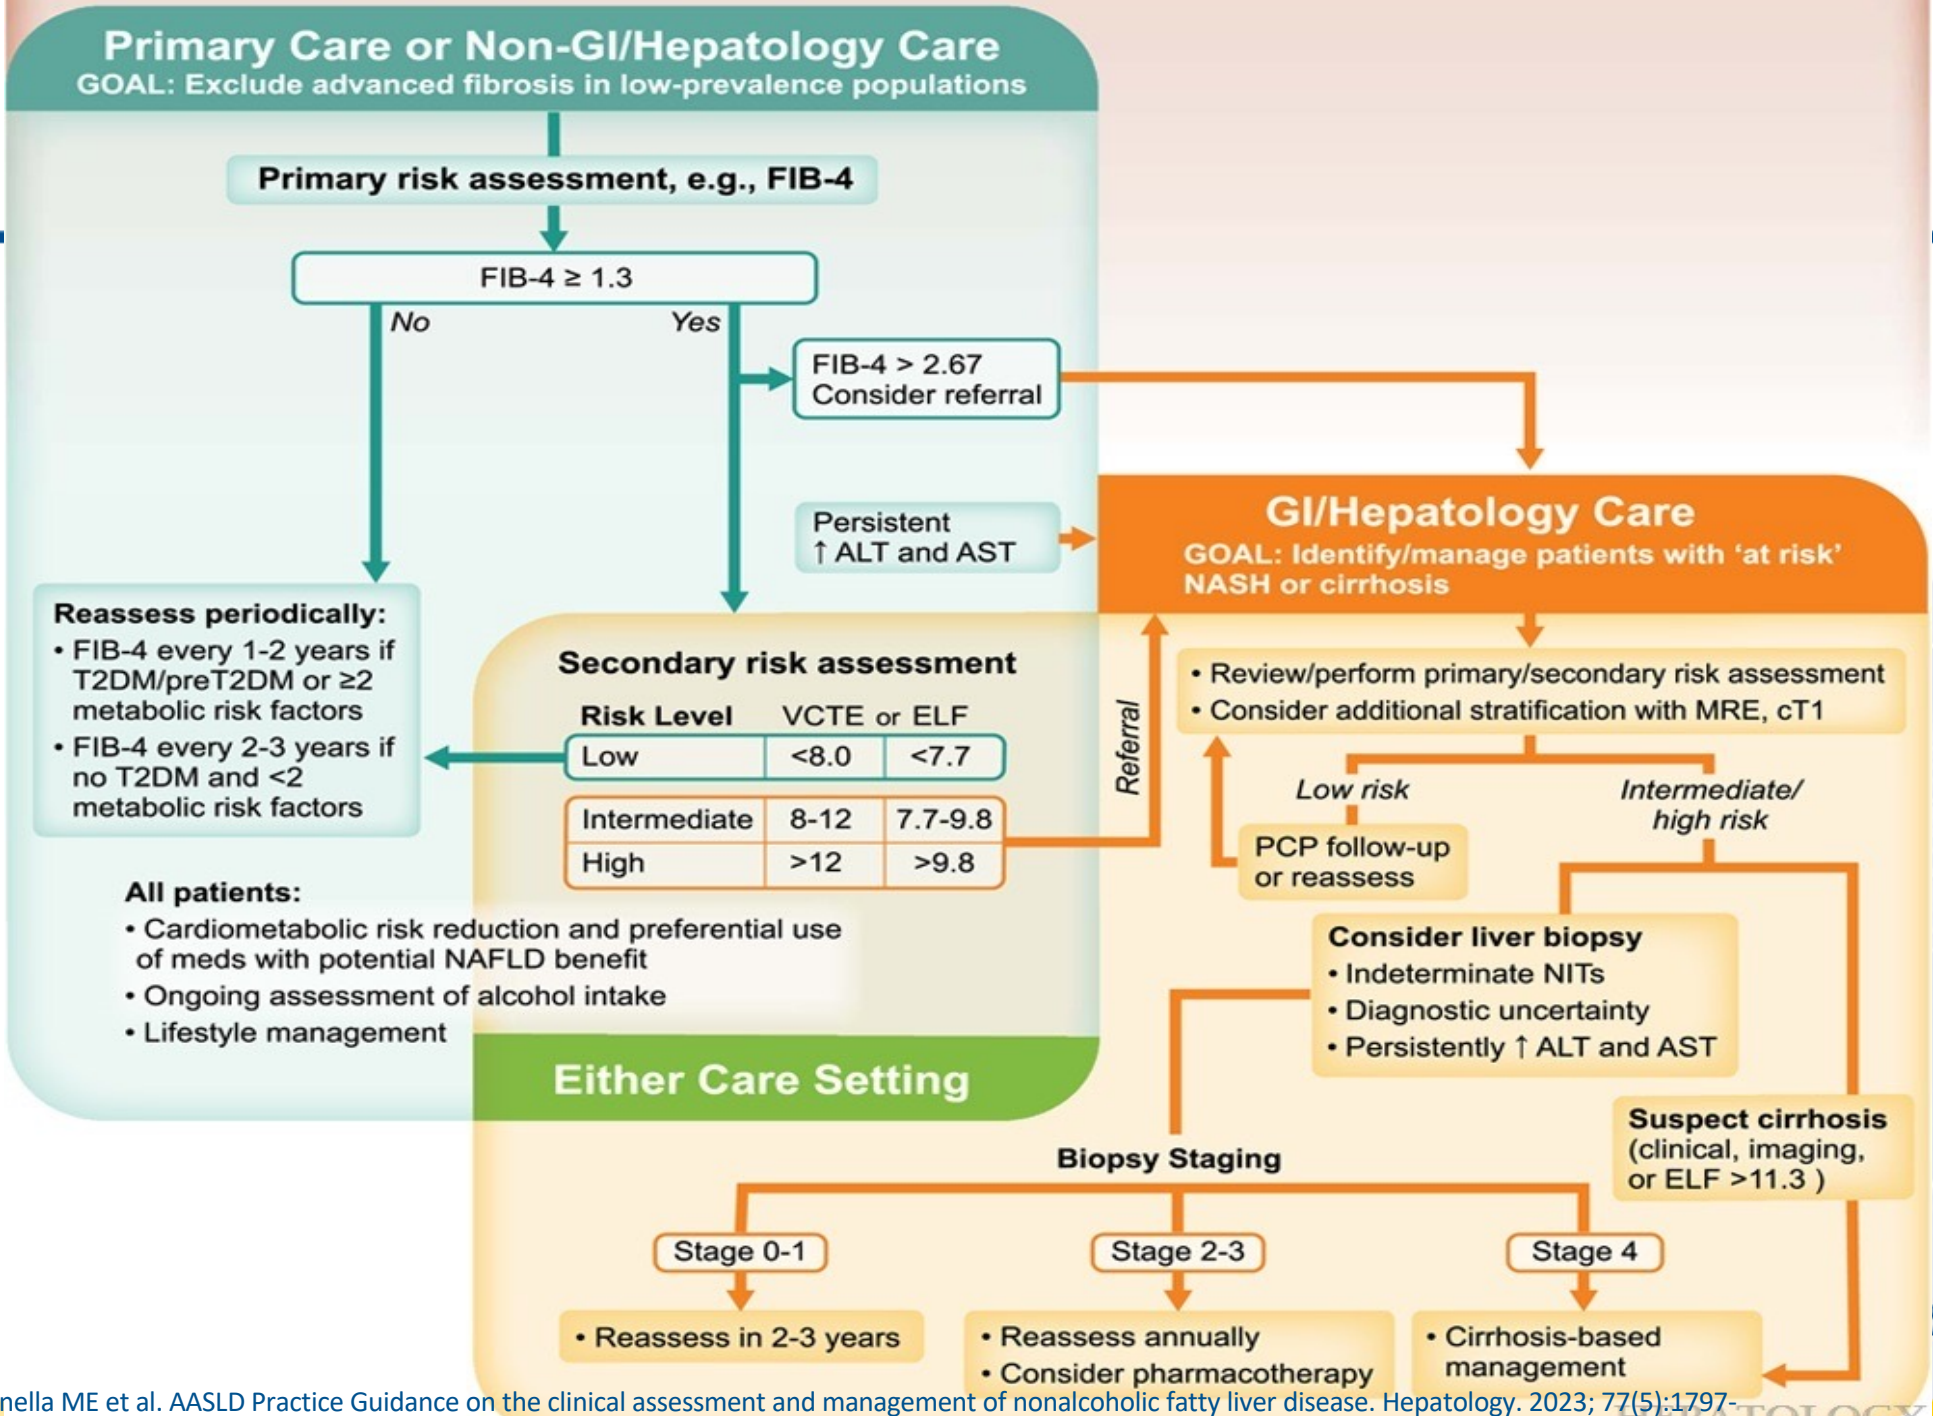 Primary Care or Non-GI/Hepatology Care
GOAL: Exclude advanced fibrosis in low-prevalence populations
Primary risk assessment, e.g., FIB-4
FIB-4 ≥ 1.3
No
Yes
FIB-4 > 2.67
Consider referral
Persistent
↑ ALT and AST
GI/Hepatology Care
GOAL: Identify/manage patients with ‘at risk’
NASH or cirrhosis
Reassess periodically:
• FIB-4 every 1-2 years if
T2DM/preT2DM or ≥2
metabolic risk factors
• FIB-4 every 2-3 years if
no T2DM and <2
metabolic risk factors
Secondary risk assessment
Risk Level VCTE or ELF
Low <8.0 <7.7
Intermediate 8-12 7.7-9.8
High >12 >9.8
Referral
All patients:
• Cardiometabolic risk reduction and preferential use
of meds with potential NAFLD benefit
• Ongoing assessment of alcohol intake
• Lifestyle management
Either Care Setting
• Review/perform primary/secondary risk assessment
• Consider additional stratification with MRE, cT1
Low risk
Intermediate/
high risk
PCP follow-up
or reassess
Consider liver biopsy
• Indeterminate NITs
• Diagnostic uncertainty
• Persistently ↑ ALT and AST
Suspect cirrhosis
(clinical, imaging,
or ELF >11.3 )
Biopsy Staging
Stage 0-1
Stage 2-3
Stage 4
• Reassess in 2-3 years
• Reassess annually
• Consider pharmacotherapy
• Cirrhosis-based
management
nella ME et al. AASLD Practice Guidance on the clinical assessment and management of nonalcoholic fatty liver disease. Hepatology. 2023; 77(5):1797-